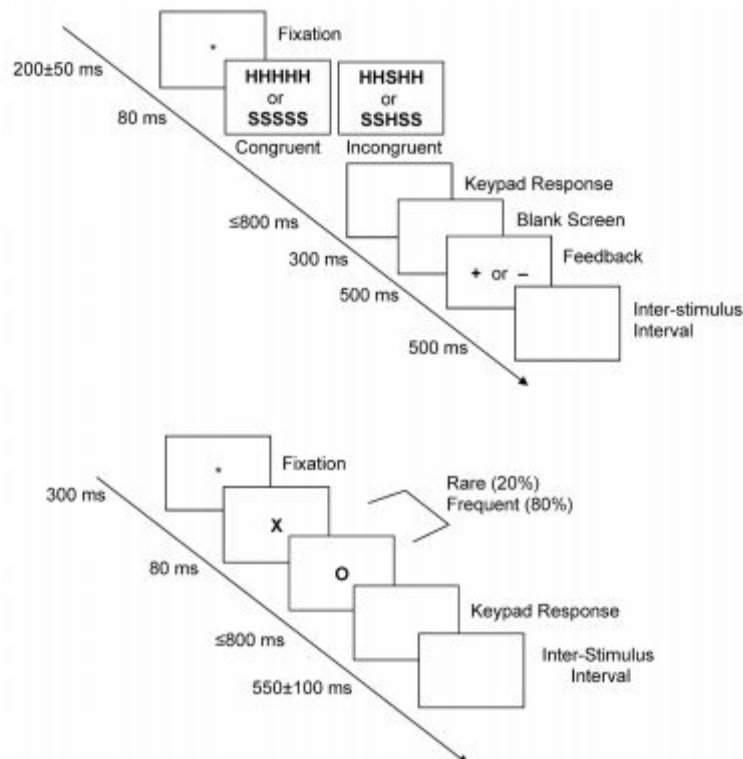 *
Fixation
200±50 ms
HHHHH
or
SSSSS
HHSHH
or
SSHSS
80 ms
Congruent
Incongruent
Keypad Response
≤800 ms
Blank Screen
300 ms
Feedback
+ or –
500 ms
Inter-stimulus
Interval
500 ms
*
Fixation
300 ms
Rare (20%)
Frequent (80%)
X
80 ms
O
Keypad Response
≤800 ms
Inter-Stimulus
Interval
550±100 ms